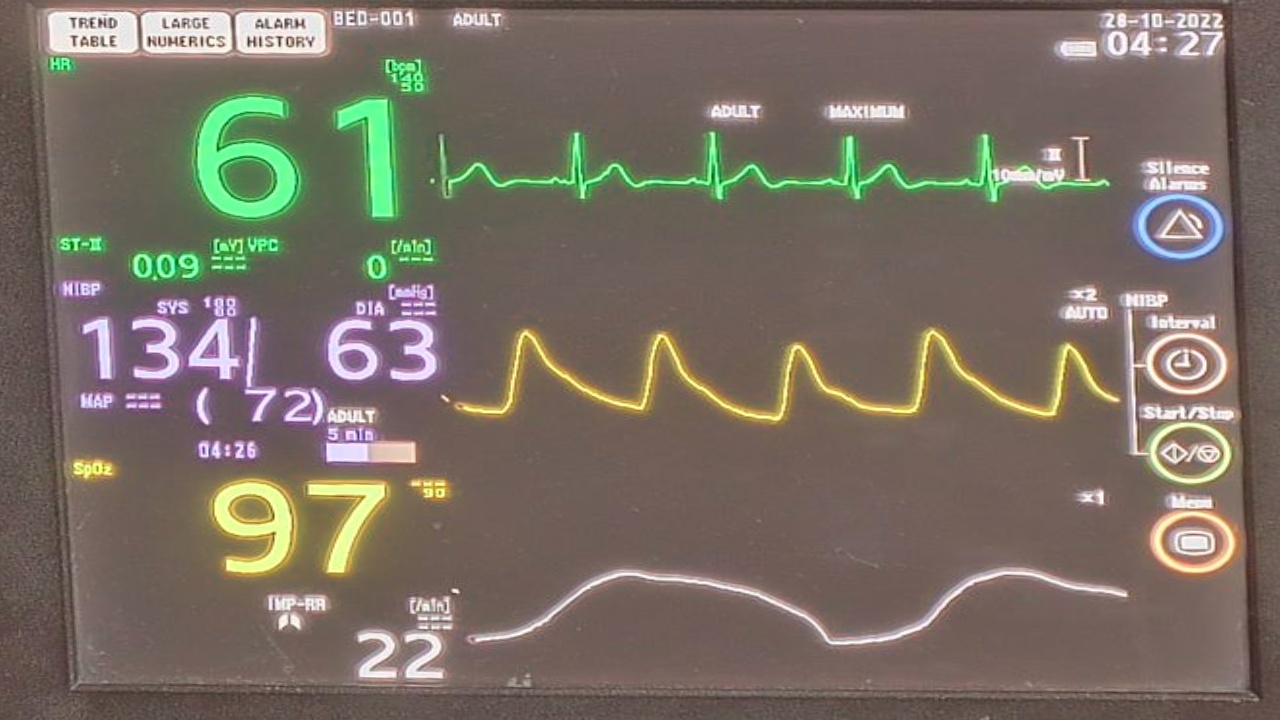 TREND TABLE
LARGE NUMERICS
ALARM HISTORY
BED-001 ADULT
28-10-2022
04:27
HR [bpm]
140
50
61
ADULT MAXIMUM
II
10mm/mV
Silence Alarms
ST-II [mV] VPC [/min]
0.09 --- 0 ---
NIBP [mmHg]
SYS 180
80
DIA ---
134/ 63
MAP --- ( 72)
ADULT
5 min
04:26
x2
AUTO
NIBP
Interval
Start/Stop
SpO2
97
---
90
x1
Menu
IMP-RR [/min]
---
22